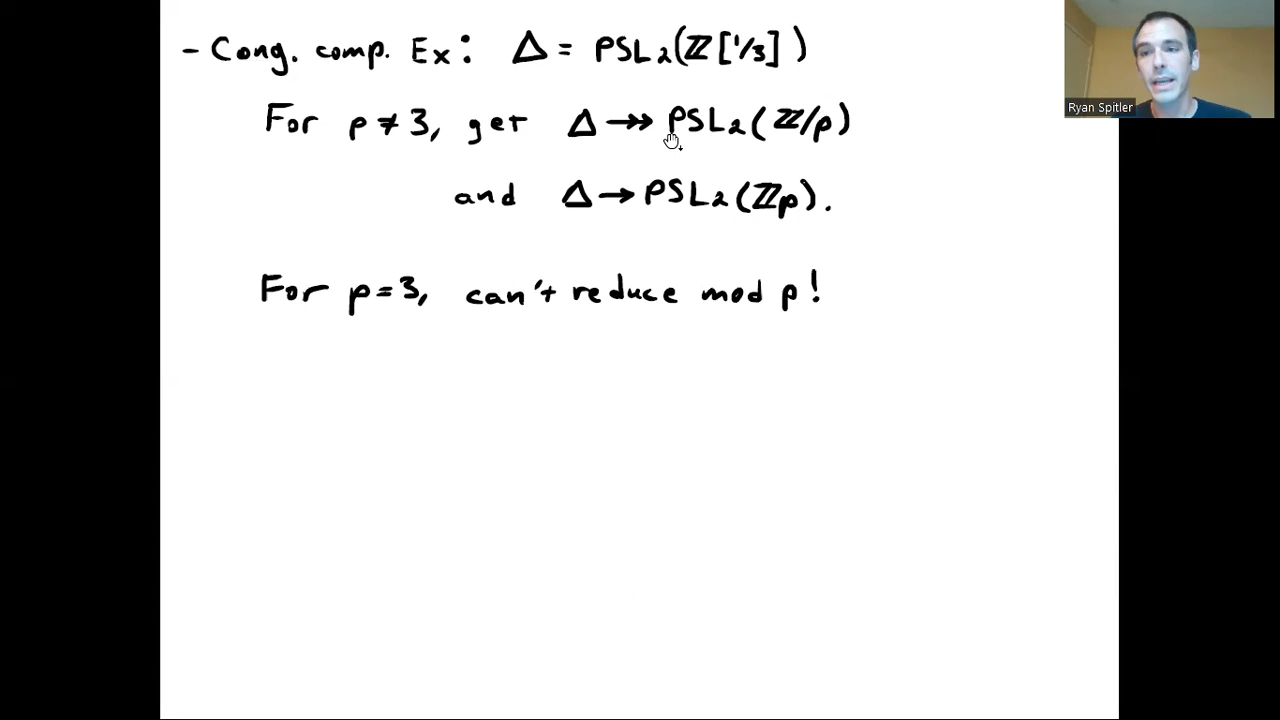 - Cong. comp. Ex: Δ = PSL₂(ℤ[1/3])
For p ≠ 3, get Δ ↠ PSL₂(ℤ/p)
and Δ → PSL₂(ℤp).
For p = 3, can't reduce mod p!
Ryan Spitler